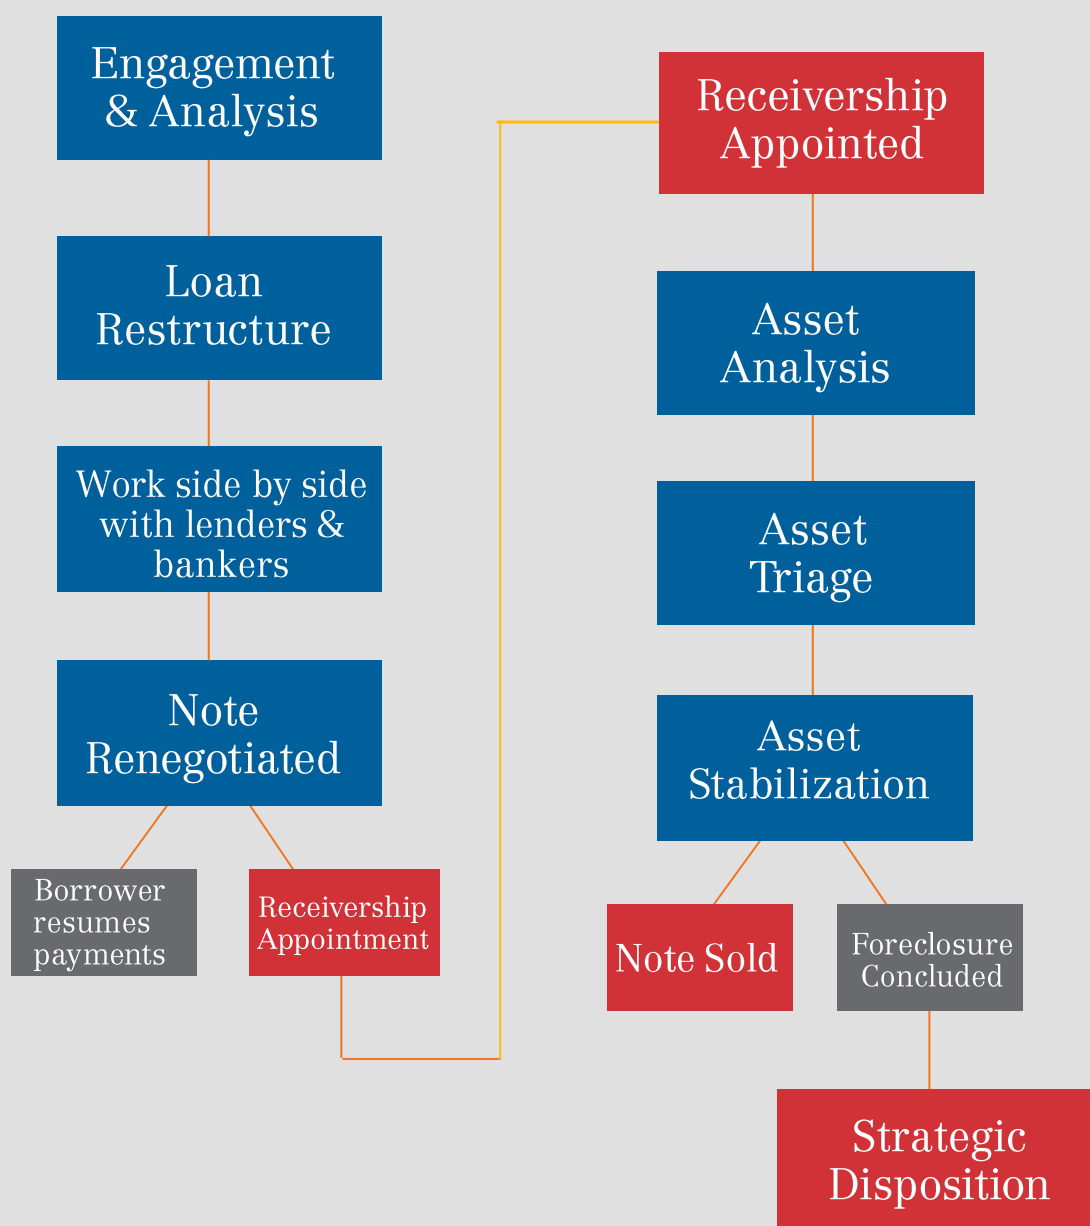 Engagement
& Analysis
Loan
Restructure
Work side by side
with lenders &
bankers
Note
Renegotiated
Borrower
resumes
payments
Receivership
Appointment
Receivership
Appointed
Asset
Analysis
Asset
Triage
Asset
Stabilization
Note Sold
Foreclosure
Concluded
Strategic
Disposition